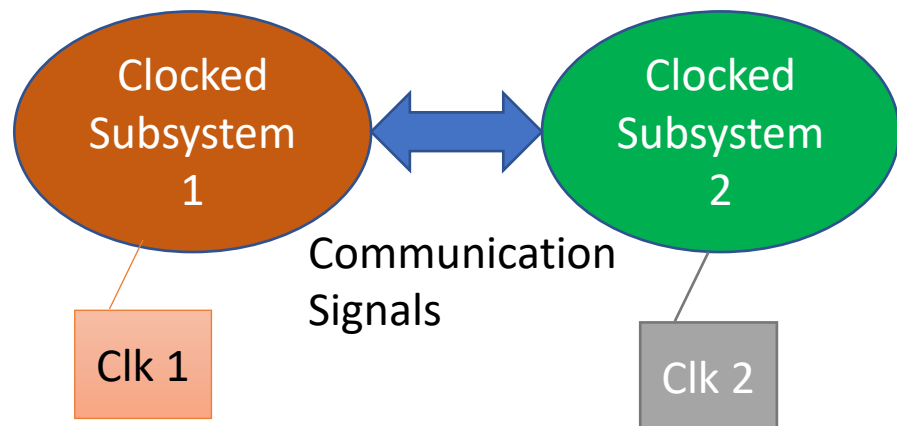 Clocked
Subsystem
1
Clocked
Subsystem
2
Communication
Signals
Clk 1
Clk 2